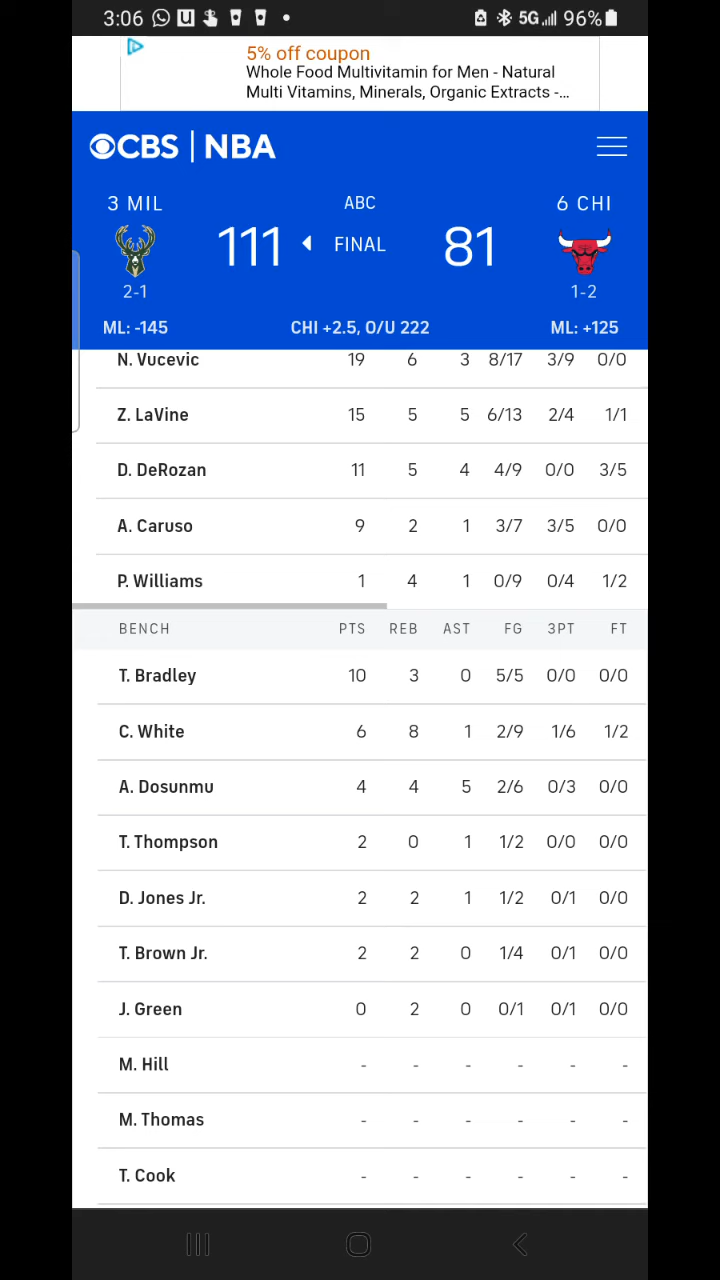 3:06 5G 96%
5% off coupon
Whole Food Multivitamin for Men - Natural
Multi Vitamins, Minerals, Organic Extracts -...
CBS | NBA
3 MIL ABC 6 CHI
111 FINAL 81
2-1 1-2
ML: -145 CHI +2.5, O/U 222 ML: +125
N. Vucevic 19 6 3 8/17 3/9 0/0
Z. LaVine 15 5 5 6/13 2/4 1/1
D. DeRozan 11 5 4 4/9 0/0 3/5
A. Caruso 9 2 1 3/7 3/5 0/0
P. Williams 1 4 1 0/9 0/4 1/2
BENCH PTS REB AST FG 3PT FT
T. Bradley 10 3 0 5/5 0/0 0/0
C. White 6 8 1 2/9 1/6 1/2
A. Dosunmu 4 4 5 2/6 0/3 0/0
T. Thompson 2 0 1 1/2 0/0 0/0
D. Jones Jr. 2 2 1 1/2 0/1 0/0
T. Brown Jr. 2 2 0 1/4 0/1 0/0
J. Green 0 2 0 0/1 0/1 0/0
M. Hill - - - - - -
M. Thomas - - - - - -
T. Cook - - - - - -